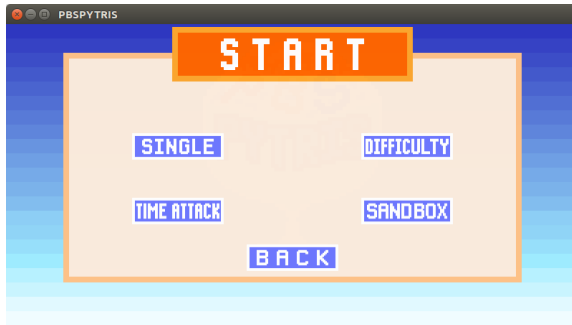 PBSPYTRIS
START
SINGLE DIFFICULTY
TIME ATTACK SANDBOX
BACK